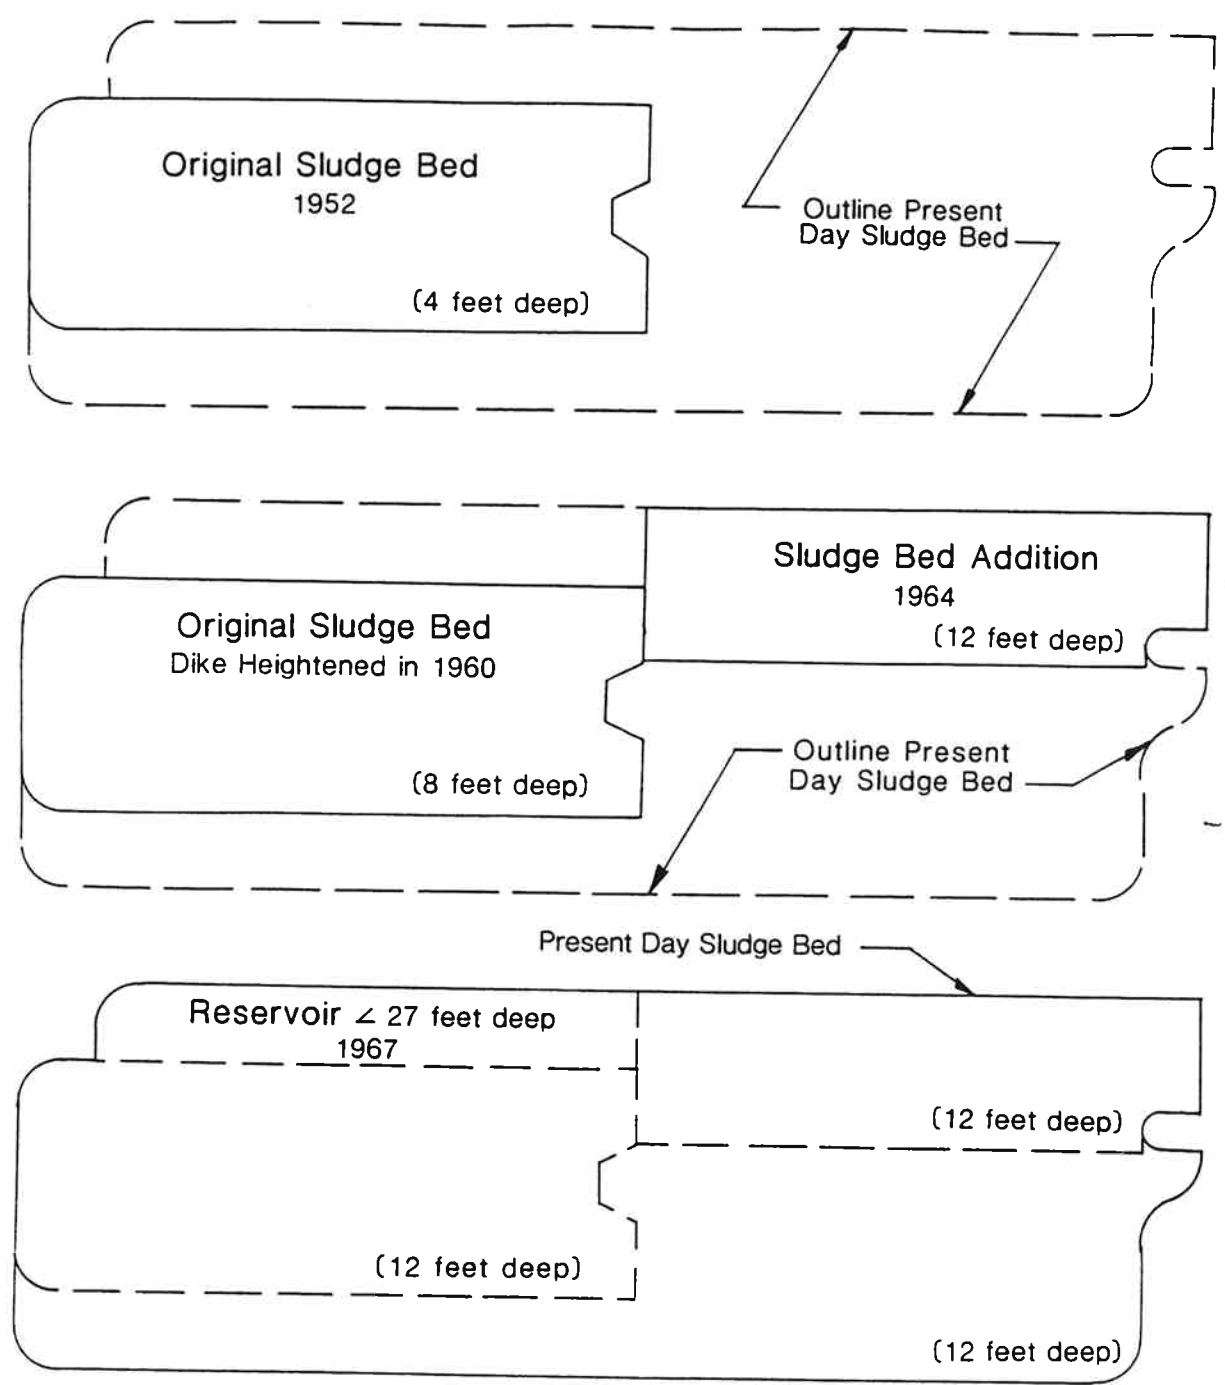 Original Sludge Bed
1952
(4 feet deep)
Outline Present
Day Sludge Bed
Sludge Bed Addition
1964
(12 feet deep)
Original Sludge Bed
Dike Heightened in 1960
(8 feet deep)
Outline Present
Day Sludge Bed
Present Day Sludge Bed
Reservoir ∠ 27 feet deep
1967
(12 feet deep)
(12 feet deep)
(12 feet deep)